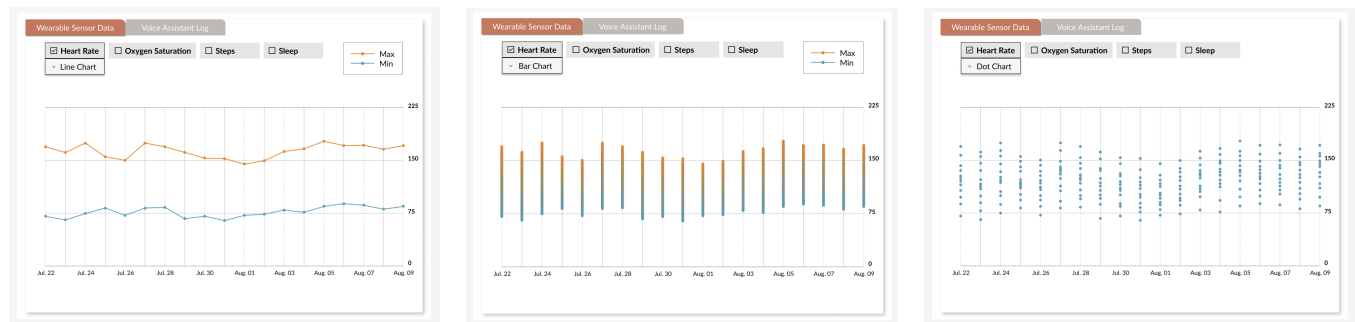 Wearable Sensor Data Voice Assistant Log
Heart Rate Oxygen Saturation Steps Sleep
Line Chart
Max
Min
225
150
75
0
Jul. 22 Jul. 24 Jul. 26 Jul. 28 Jul. 30 Aug. 01 Aug. 03 Aug. 05 Aug. 07 Aug. 09
Wearable Sensor Data Voice Assistant Log
Heart Rate Oxygen Saturation Steps Sleep
Bar Chart
Max
Min
225
150
75
0
Jul. 22 Jul. 24 Jul. 26 Jul. 28 Jul. 30 Aug. 01 Aug. 03 Aug. 05 Aug. 07 Aug. 09
Wearable Sensor Data Voice Assistant Log
Heart Rate Oxygen Saturation Steps Sleep
Dot Chart
225
150
75
0
Jul. 22 Jul. 24 Jul. 26 Jul. 28 Jul. 30 Aug. 01 Aug. 03 Aug. 05 Aug. 07 Aug. 09